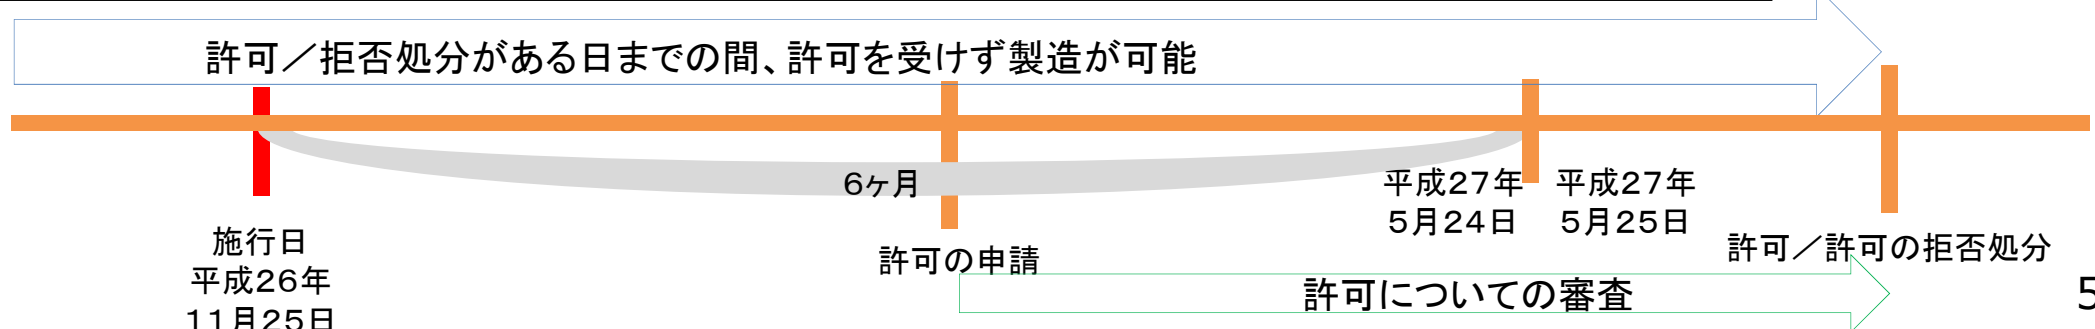 許可／拒否処分がある日までの間、許可を受けず製造が可能
6ヶ月
平成27年
5月24日
平成27年
5月25日
施行日
平成26年
11月25日
許可の申請
許可／許可の拒否処分
許可についての審査
5